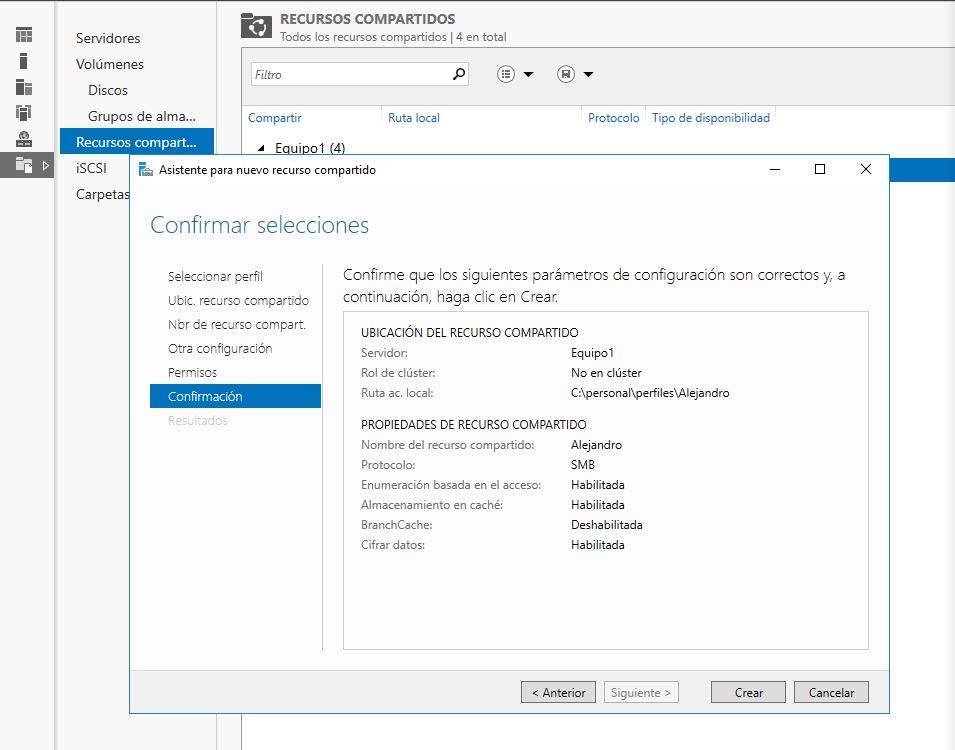 RECURSOS COMPARTIDOS
Todos los recursos compartidos | 4 en total
Servidores
Volúmenes
Discos
Grupos de alma...
Recursos compart...
iSCSI
Carpetas
Filtro
Compartir Ruta local Protocolo Tipo de disponibilidad
Equipo1 (4)
Asistente para nuevo recurso compartido
Confirmar selecciones
Seleccionar perfil
Ubic. recurso compartido
Nbr de recurso compart.
Otra configuración
Permisos
Confirmación
Resultados
Confirme que los siguientes parámetros de configuración son correctos y, a
continuación, haga clic en Crear.
UBICACIÓN DEL RECURSO COMPARTIDO
Servidor: Equipo1
Rol de clúster: No en clúster
Ruta ac. local: C:\personal\perfiles\Alejandro
PROPIEDADES DE RECURSO COMPARTIDO
Nombre del recurso compartido: Alejandro
Protocolo: SMB
Enumeración basada en el acceso: Habilitada
Almacenamiento en caché: Habilitada
BranchCache: Deshabilitada
Cifrar datos: Habilitada
< Anterior Siguiente > Crear Cancelar